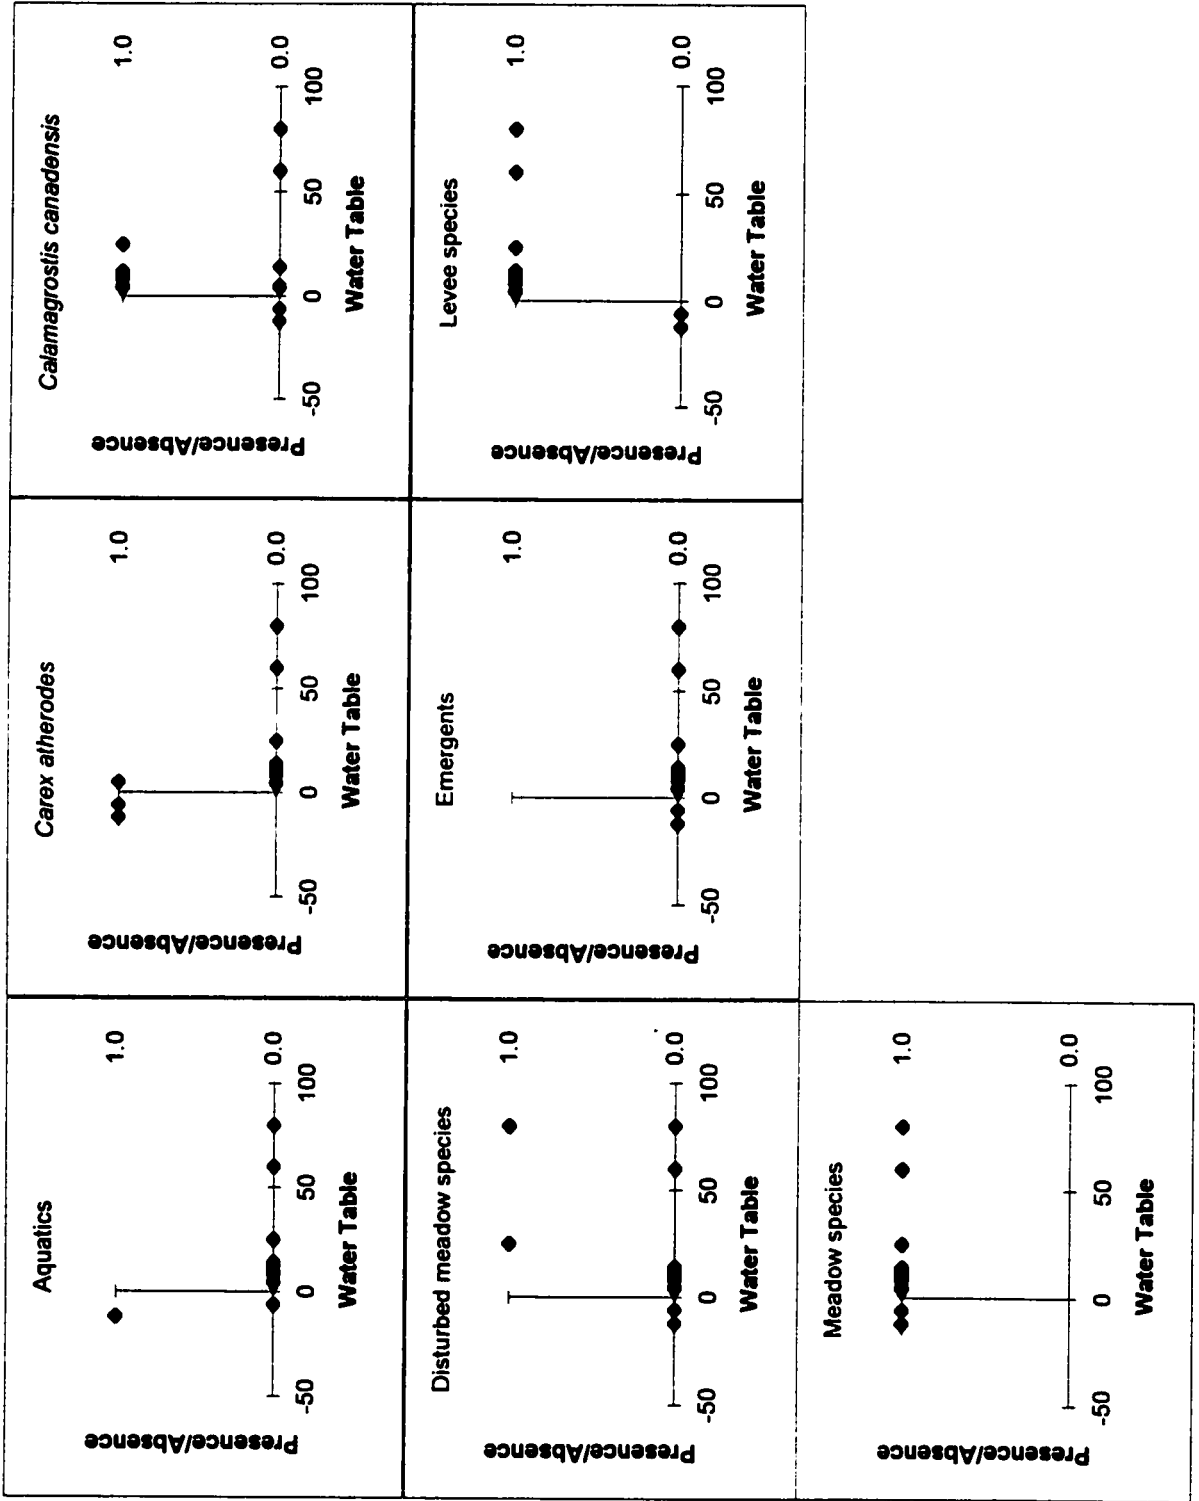 Aquatics
Presence/Absence
1.0
0.0
-50
0
50
100
Water Table
Carex atherodes
Presence/Absence
1.0
0.0
-50
0
50
100
Water Table
Calamagrostis canadensis
Presence/Absence
1.0
0.0
-50
0
50
100
Water Table
Disturbed meadow species
Presence/Absence
1.0
0.0
-50
0
50
100
Water Table
Emergents
Presence/Absence
1.0
0.0
-50
0
50
100
Water Table
Levee species
Presence/Absence
1.0
0.0
-50
0
50
100
Water Table
Meadow species
Presence/Absence
1.0
0.0
-50
0
50
100
Water Table